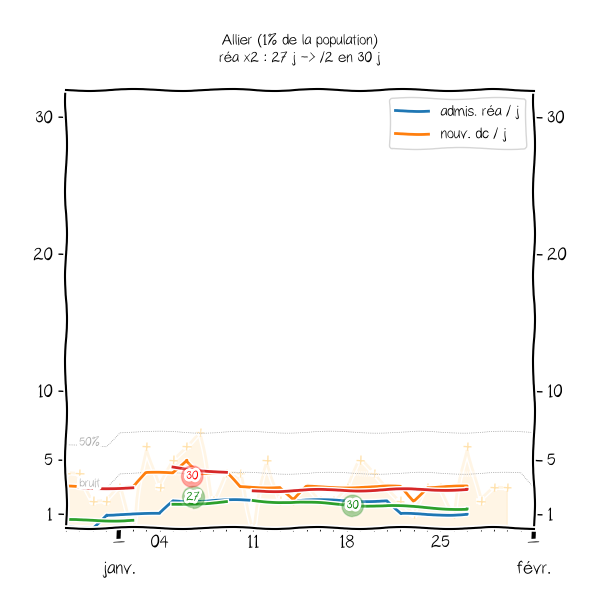 Allier (1% de la population)
réa x2 : 27 j -> /2 en 30 j
admis. réa / j
nouv. dc / j
30
30
20
20
10
10
50%
5
5
bruit
30
27
30
1
1
04
11
18
25
janv.
févr.